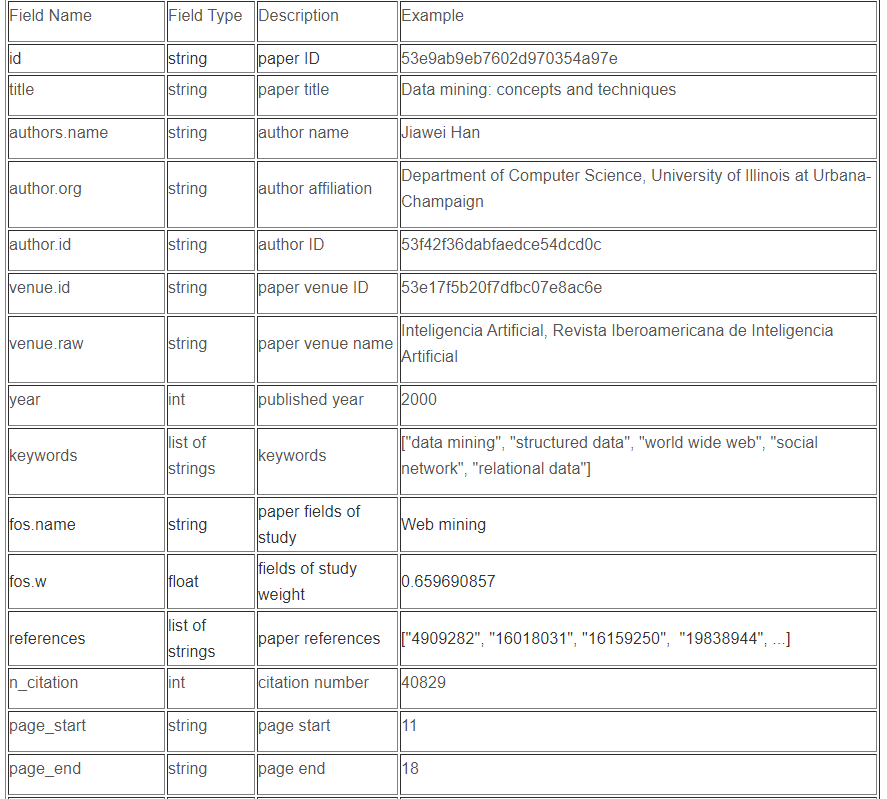 Field Name Field Type Description Example
id string paper ID 53e9ab9eb7602d970354a97e
title string paper title Data mining: concepts and techniques
authors.name string author name Jiawei Han
author.org string author affiliation Department of Computer Science, University of Illinois at Urbana-
Champaign
author.id string author ID 53f42f36dabfaedce54dcd0c
venue.id string paper venue ID 53e17f5b20f7dfbc07e8ac6e
venue.raw string paper venue name Inteligencia Artificial, Revista Iberoamericana de Inteligencia
Artificial
year int published year 2000
keywords list of
strings keywords ["data mining", "structured data", "world wide web", "social
network", "relational data"]
fos.name string paper fields of
study Web mining
fos.w float fields of study
weight 0.659690857
references list of
strings paper references ["4909282", "16018031", "16159250",  "19838944", ...]
n_citation int citation number 40829
page_start string page start 11
page_end string page end 18